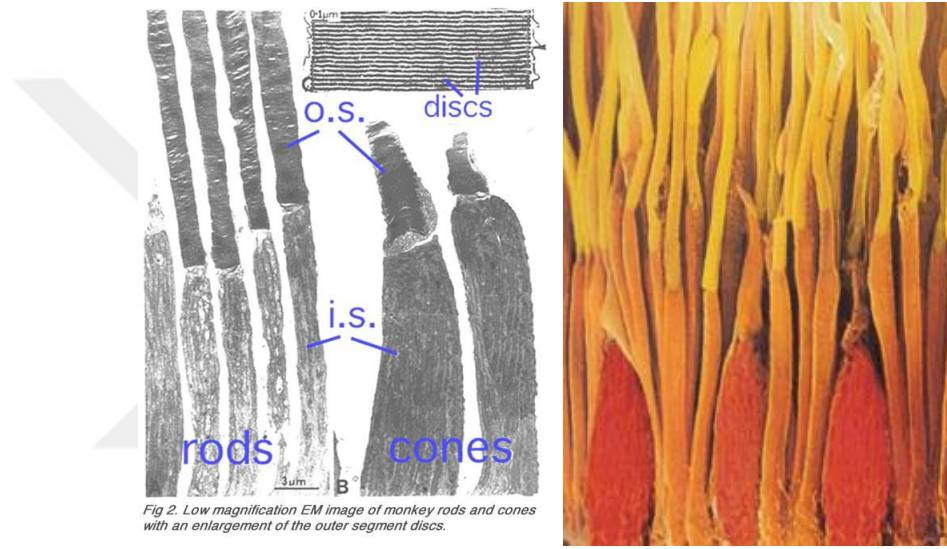 0·1µm
discs
o.s.
i.s.
rods
cones
3µm
B
Fig 2. Low magnification EM image of monkey rods and cones
with an enlargement of the outer segment discs.